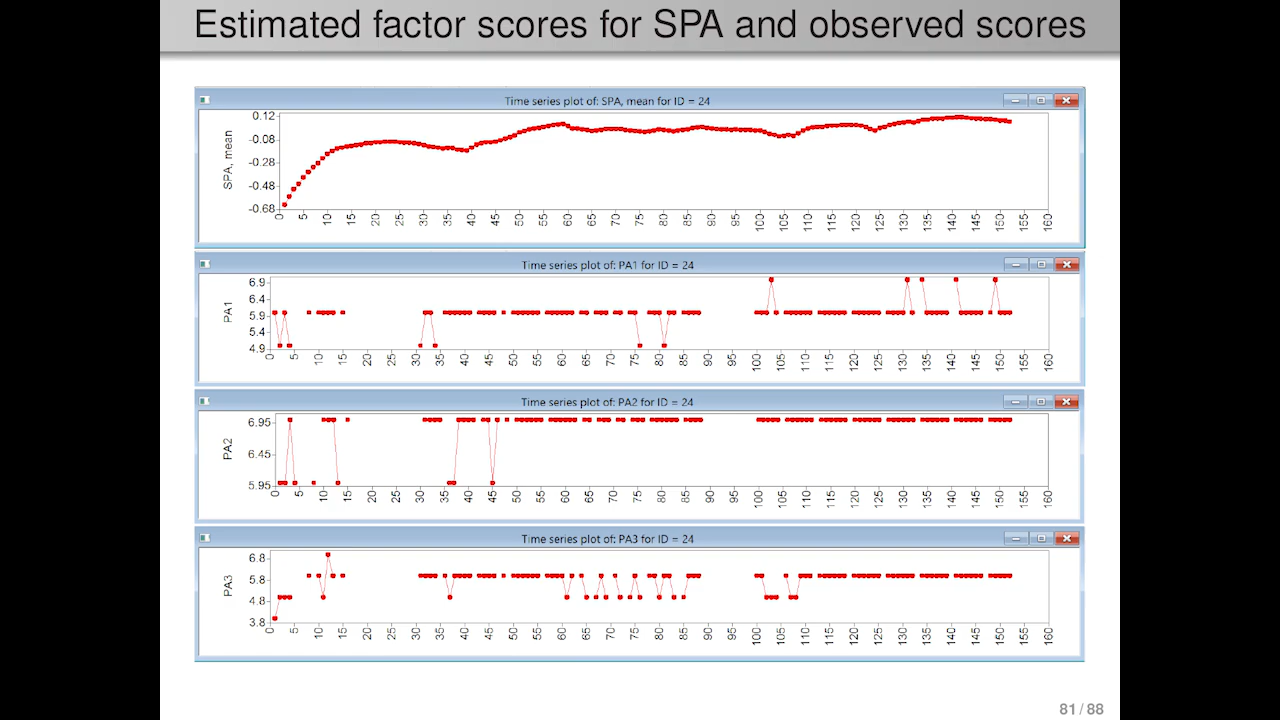 Estimated factor scores for SPA and observed scores
Time series plot of: SPA, mean for ID = 24
SPA, mean
0.12
-0.08
-0.28
-0.48
-0.68
0 5 10 15 20 25 30 35 40 45 50 55 60 65 70 75 80 85 90 95 100 105 110 115 120 125 130 135 140 145 150 155 160
Time series plot of: PA1 for ID = 24
PA1
6.9
6.4
5.9
5.4
4.9
0 5 10 15 20 25 30 35 40 45 50 55 60 65 70 75 80 85 90 95 100 105 110 115 120 125 130 135 140 145 150 155 160
Time series plot of: PA2 for ID = 24
PA2
6.95
6.45
5.95
0 5 10 15 20 25 30 35 40 45 50 55 60 65 70 75 80 85 90 95 100 105 110 115 120 125 130 135 140 145 150 155 160
Time series plot of: PA3 for ID = 24
PA3
6.8
5.8
4.8
3.8
0 5 10 15 20 25 30 35 40 45 50 55 60 65 70 75 80 85 90 95 100 105 110 115 120 125 130 135 140 145 150 155 160
81 / 88